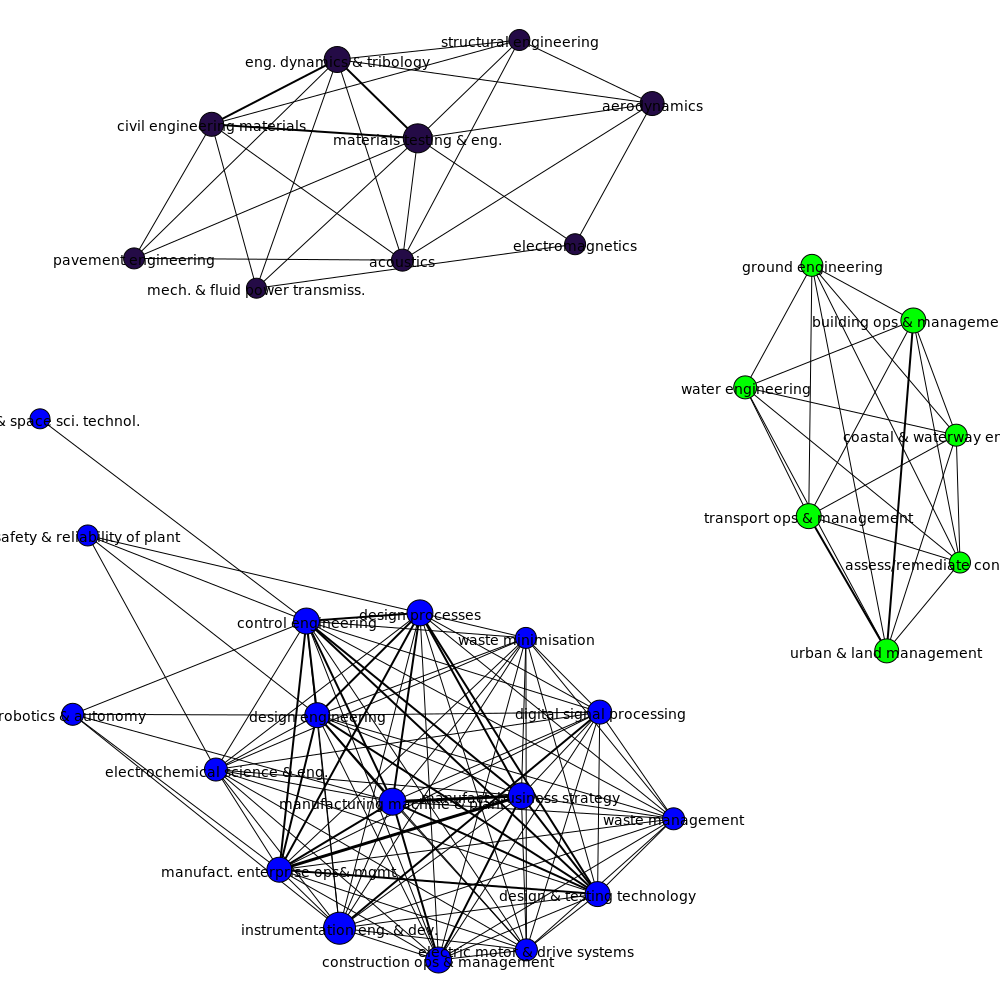 structural engineering
eng. dynamics & tribology
aerodynamics
civil engineering materials
materials testing & eng.
electromagnetics
pavement engineering
acoustics
mech. & fluid power transmiss.
ground engineering
building ops & manageme
water engineering
& space sci. technol.
coastal & waterway er
transport ops & management
safety & reliability of plant
assess/remediate con
design processes
control engineering
waste minimisation
urban & land management
robotics & autonomy
design engineering
digital signal processing
electrochemical science & eng.
manufact. business strategy
manufacturing machine & plant
waste management
manufact. enterprise ops& mgmt
design & testing technology
instrumentation eng. & dev.
electric motor & drive systems
construction ops & management